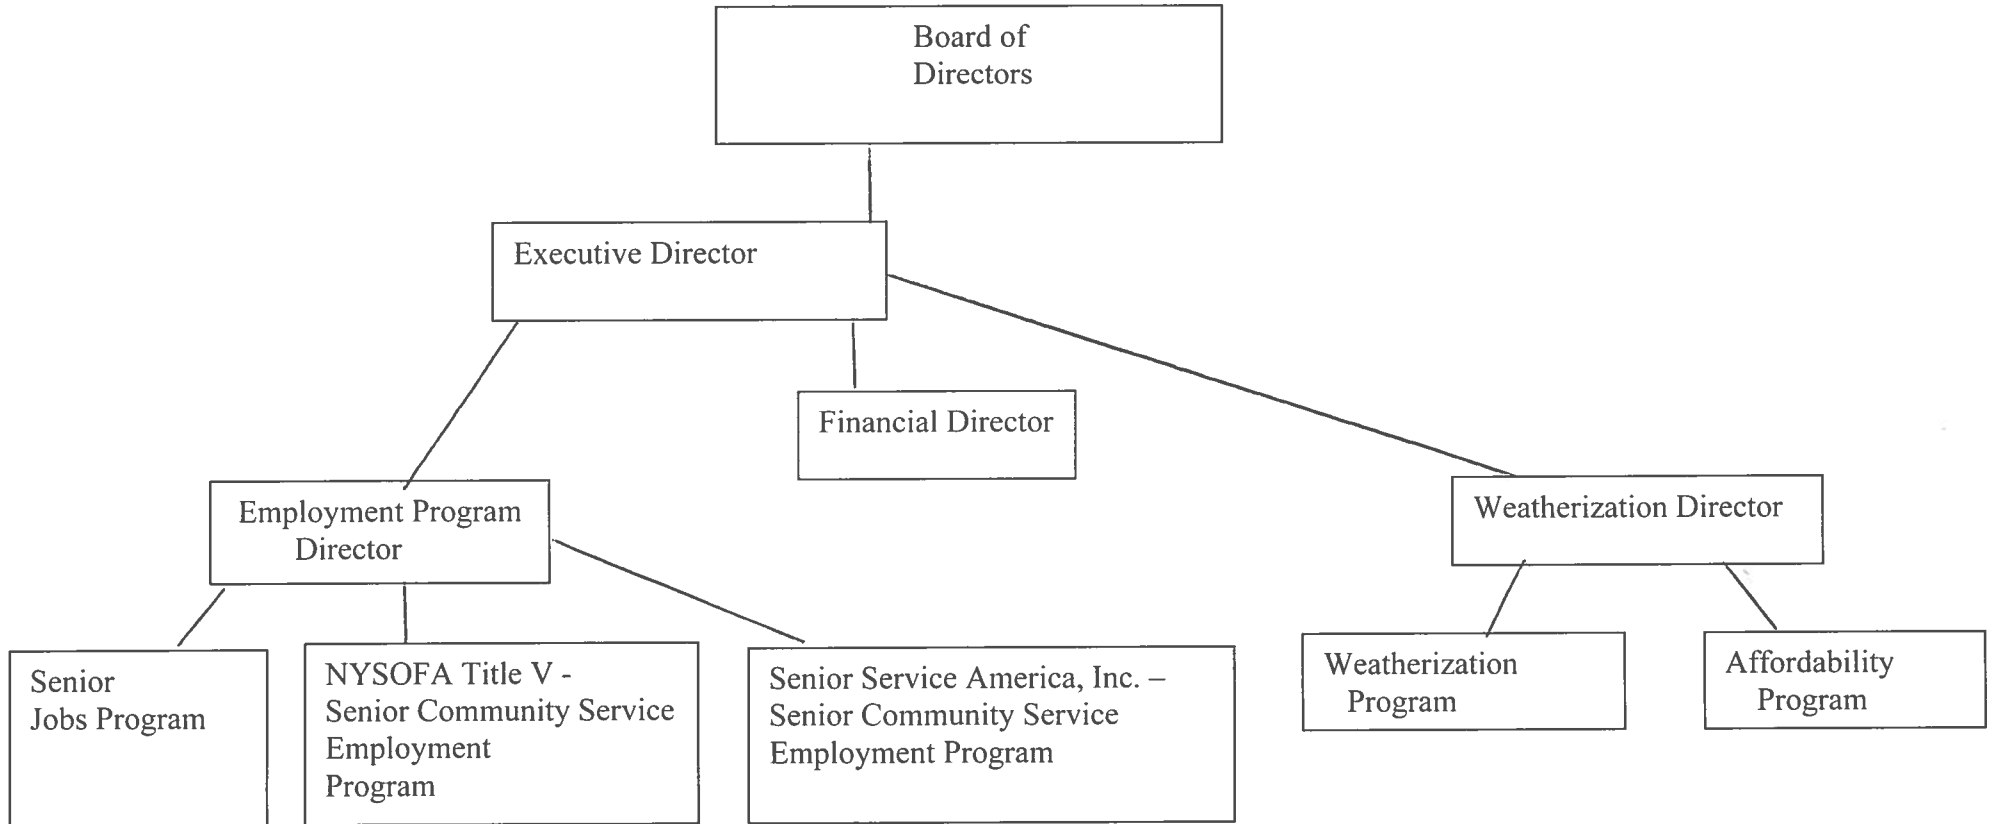 Board of
Directors
Executive Director
Financial Director
Employment Program
Director
Weatherization Director
Senior
Jobs Program
NYSOFA Title V -
Senior Community Service
Employment
Program
Senior Service America, Inc. –
Senior Community Service
Employment Program
Weatherization
Program
Affordability
Program